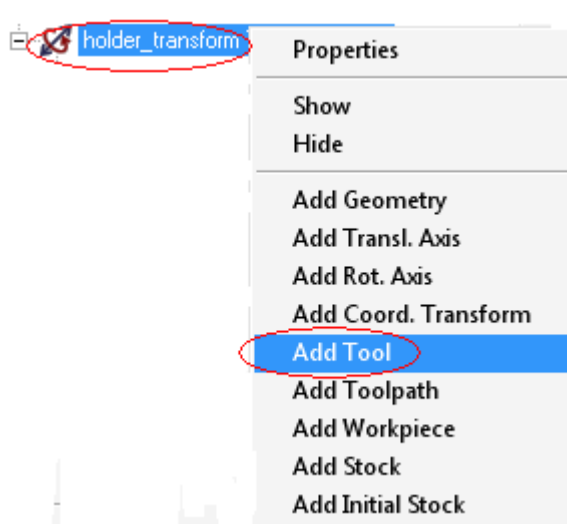 holder_transform
Properties
Show
Hide
Add Geometry
Add Transl. Axis
Add Rot. Axis
Add Coord. Transform
Add Tool
Add Toolpath
Add Workpiece
Add Stock
Add Initial Stock